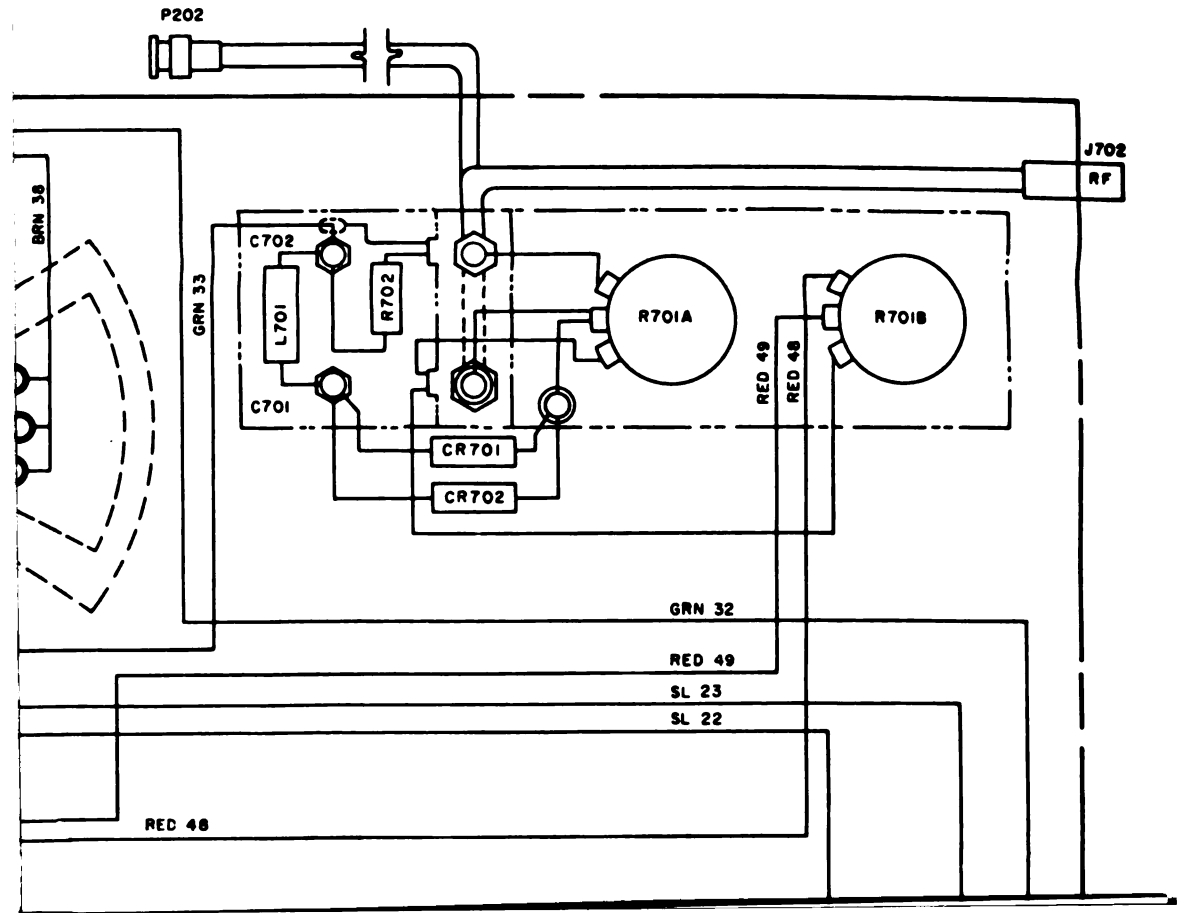 P202
J702
RF
BRN 38
GRN 33
C702
L701
R702
C701
R701A
R701B
RED 49
RED 48
CR701
CR702
GRN 32
RED 49
SL 23
SL 22
RED 48